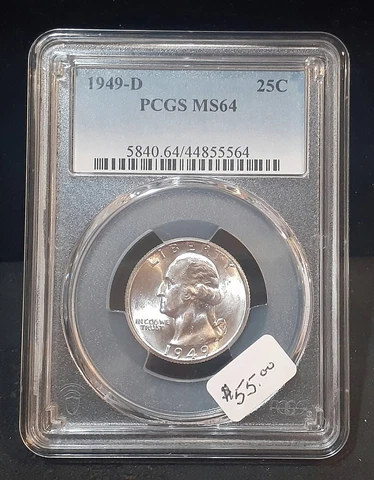 1949-D 25C
PCGS MS64
5840.64/44855564
LIBERTY
IN GOD WE
TRUST
1949
$55.00